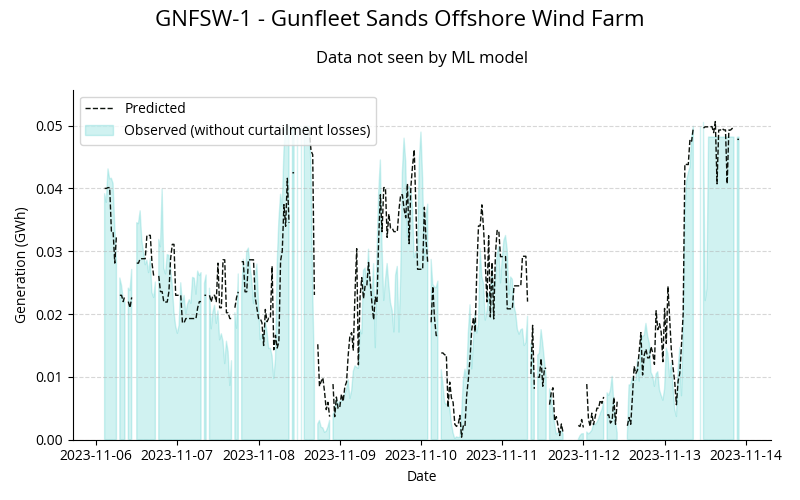 GNFSW-1 - Gunfleet Sands Offshore Wind Farm
Data not seen by ML model
Predicted
Observed (without curtailment losses)
Generation (GWh)
0.05
0.04
0.03
0.02
0.01
0.00
2023-11-06 2023-11-07 2023-11-08 2023-11-09 2023-11-10 2023-11-11 2023-11-12 2023-11-13 2023-11-14
Date